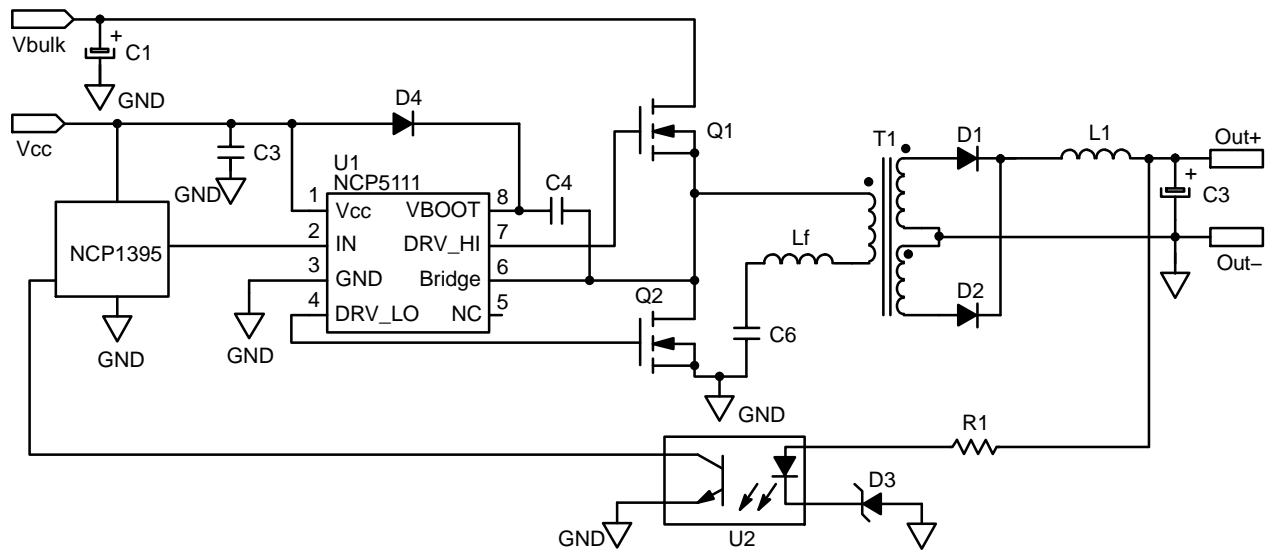 Vbulk
+
C1
GND
Vcc
D4
C3
GND
U1
NCP5111
NCP1395
GND
1 Vcc VBOOT 8
2 IN DRV_HI 7
3 GND Bridge 6
4 DRV_LO NC 5
GND
C4
Q1
Q2
Lf
C6
GND
T1
D1
D2
L1
Out+
+
C3
Out–
R1
D3
U2
GND